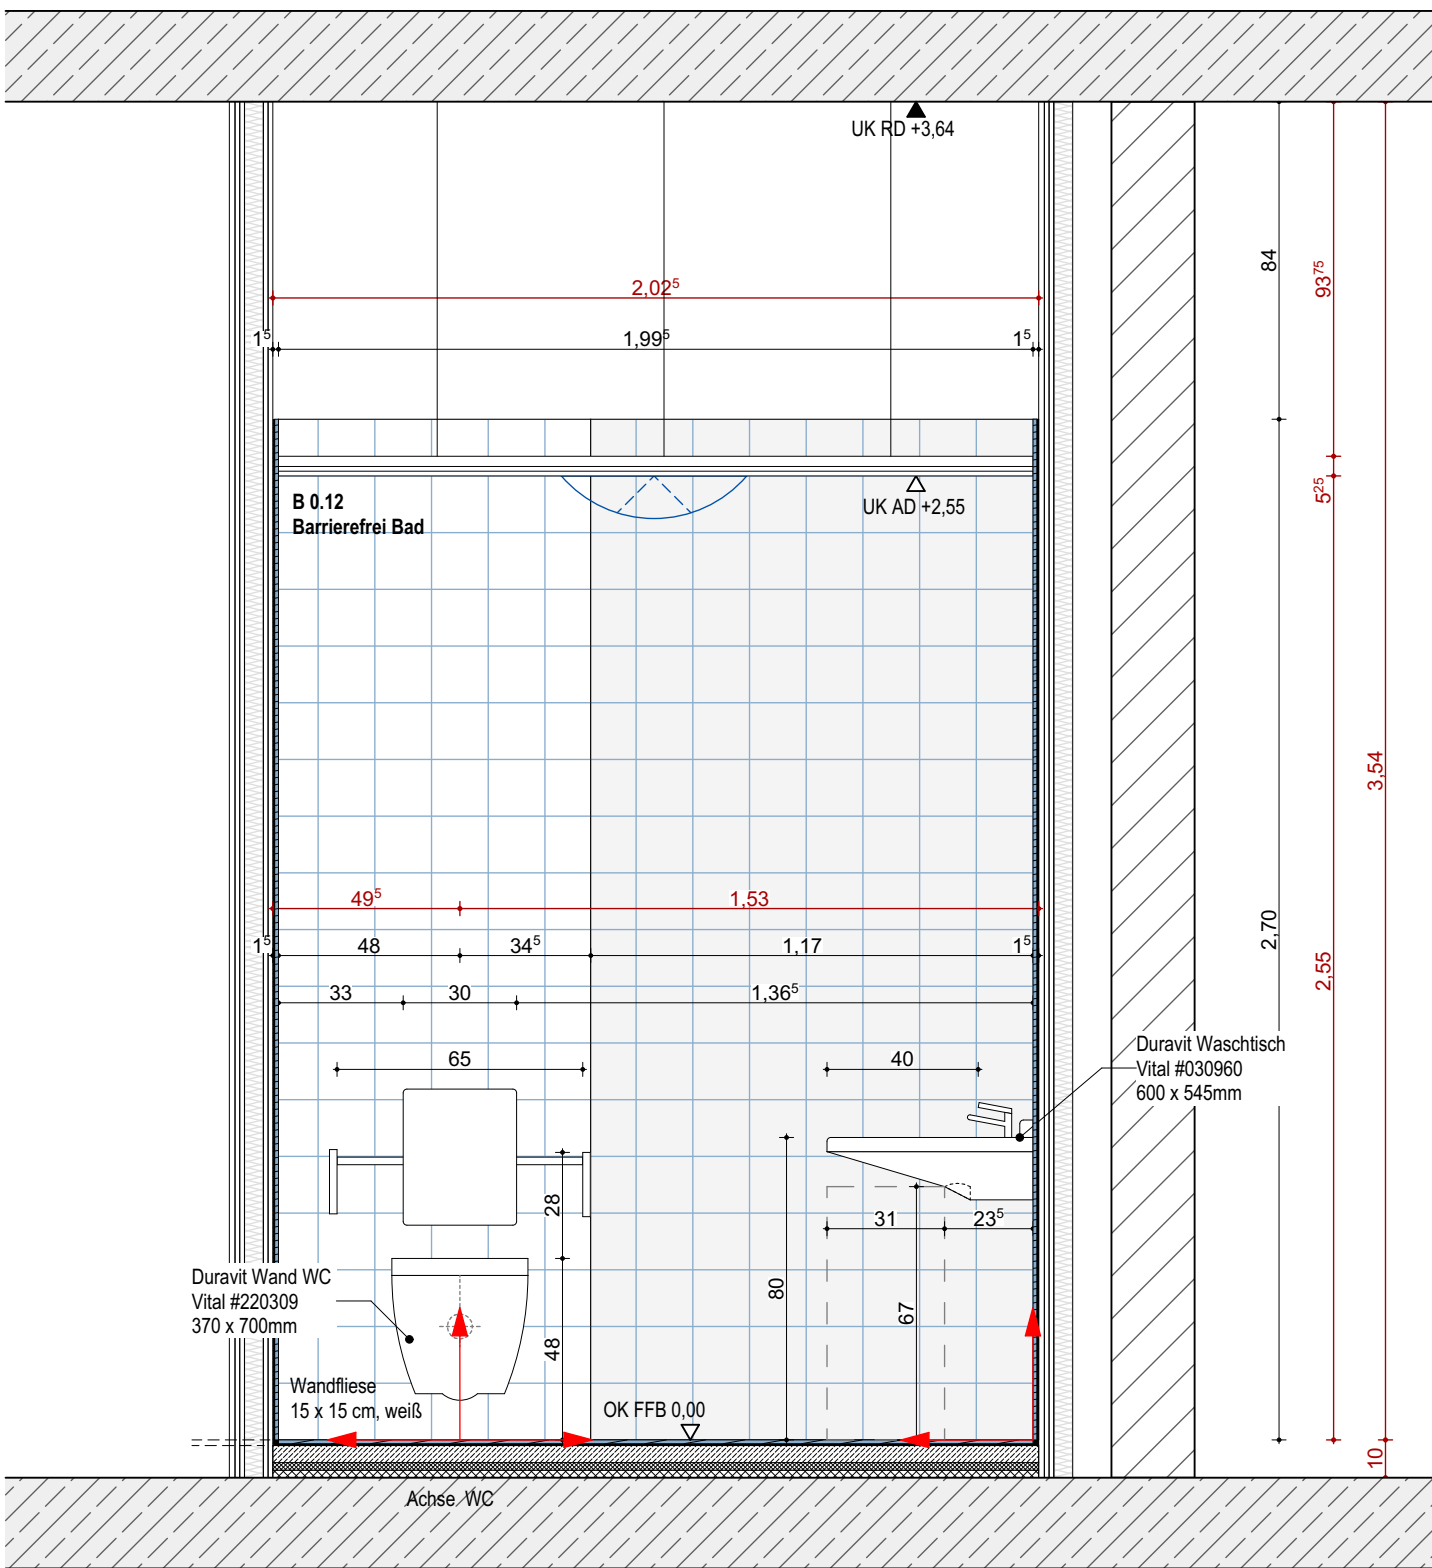 UK RD +3,64
84
93⁷⁵
2,02⁵
1⁵
1,99⁵
1⁵
5²⁵
B 0.12
Barrierefrei Bad
UK AD +2,55
3,54
49⁵
1,53
2,70
2,55
1⁵
48
34⁵
1,17
1⁵
33
30
1,36⁵
65
40
Duravit Waschtisch
Vital #030960
600 x 545mm
28
31
23⁵
80
67
48
Duravit Wand WC
Vital #220309
370 x 700mm
Wandfliese
15 x 15 cm, weiß
OK FFB 0,00
10
Achse WC